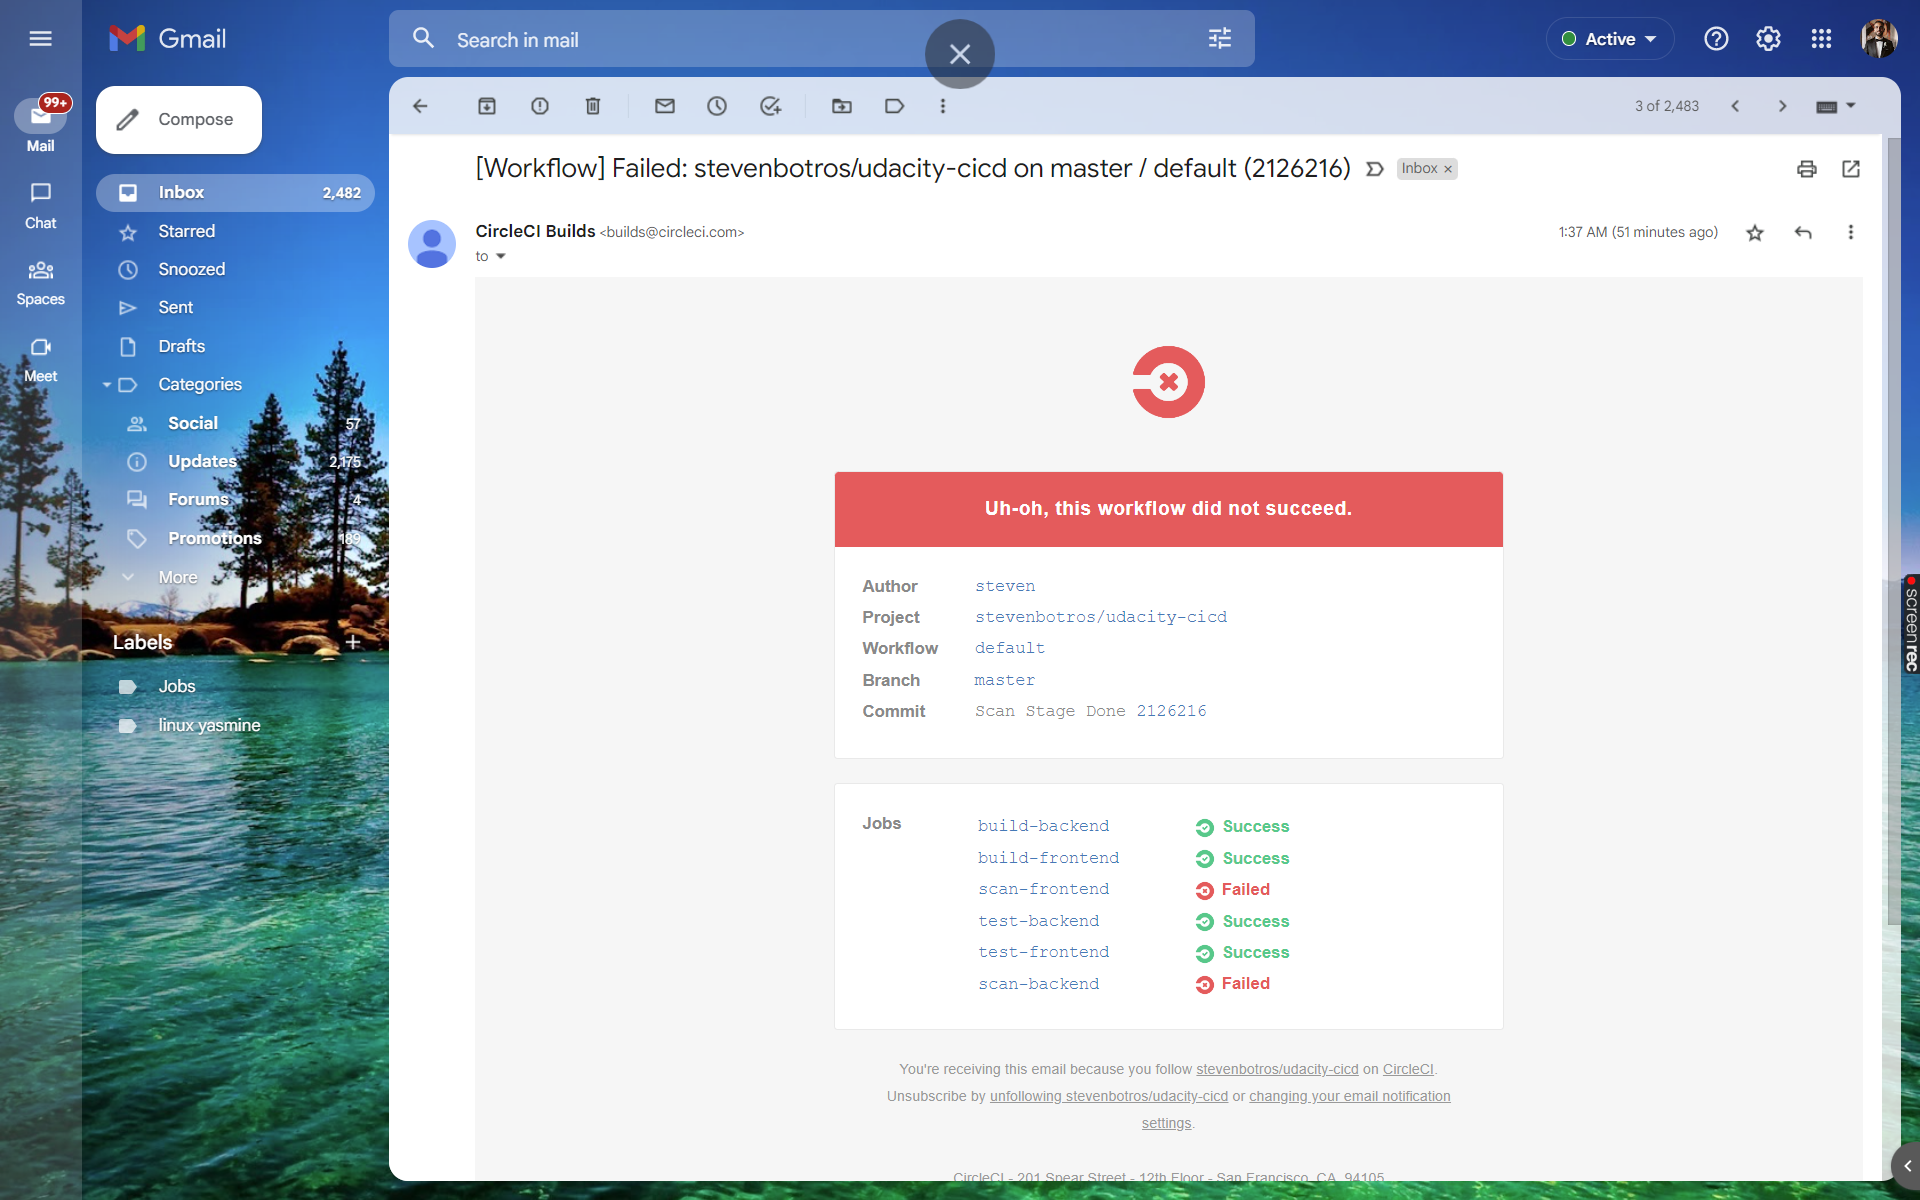 Gmail
Search in mail
Active
99+
Mail
Compose
3 of 2,483
[Workflow] Failed: stevenbotros/udacity-cicd on master / default (2126216)
Inbox ×
Inbox 2,482
Chat
Starred
CircleCI Builds <builds@circleci.com>
1:37 AM (51 minutes ago)
to
Snoozed
Spaces
Sent
Drafts
Meet
Categories
Social 57
Updates 2,175
Forums 4
Promotions 189
More
Labels
Jobs
linux yasmine
Uh-oh, this workflow did not succeed.
Author steven
Project stevenbotros/udacity-cicd
Workflow default
Branch master
Commit Scan Stage Done 2126216
Jobs
build-backend Success
build-frontend Success
scan-frontend Failed
test-backend Success
test-frontend Success
scan-backend Failed
You're receiving this email because you follow stevenbotros/udacity-cicd on CircleCI.
Unsubscribe by unfollowing stevenbotros/udacity-cicd or changing your email notification
settings.
CircleCI - 201 Spear Street - 12th Floor - San Francisco, CA, 94105
screenrec